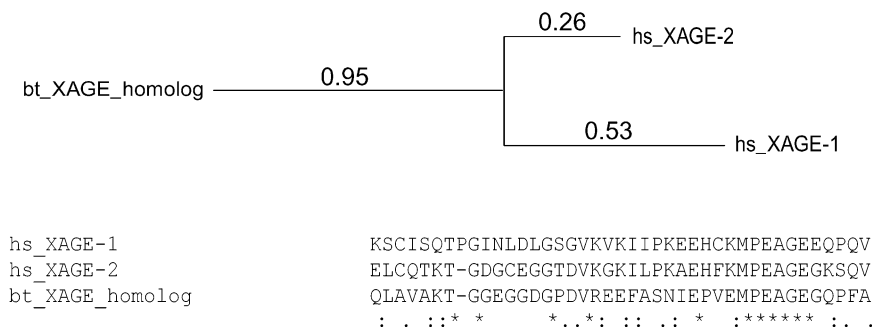 0.26
hs_XAGE-2
0.95
bt_XAGE_homolog
0.53
hs_XAGE-1
hs_XAGE-1 KSCISQTPGINLDLGSGVKVKIIPKEEHCKMPEAGEEQPQV
hs_XAGE-2 ELCQTKT-GDGCEGGTDVKGKILPKAEHFKMPEAGEGKSQV
bt_XAGE_homolog QLAVAKT-GGEGGDGPDVREEFASNIEPVEMPEAGEGQPFA
: . ::* * *..*: :: .: * :****** :. .